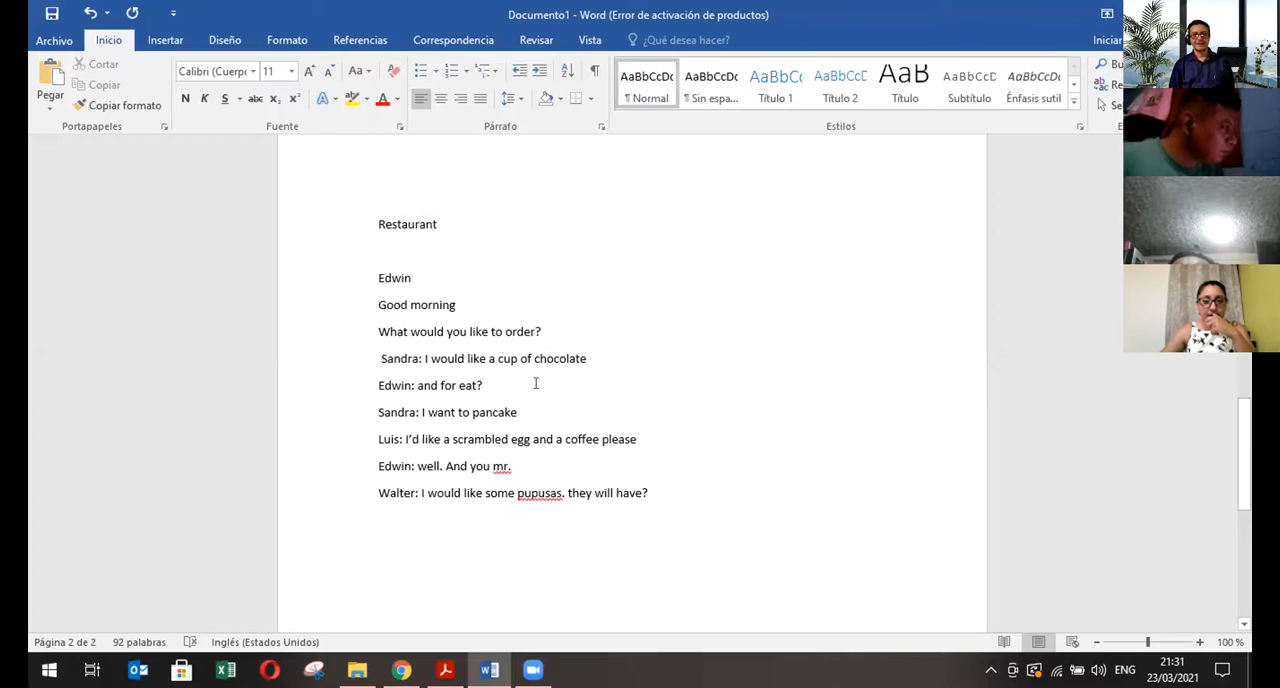 Documento1 - Word (Error de activación de productos)
Archivo Inicio Insertar Diseño Formato Referencias Correspondencia Revisar Vista ¿Qué desea hacer? Iniciar
Pegar
Cortar
Copiar
Copiar formato
Portapapeles
Calibri (Cuerpo 11
Fuente
Párrafo
AaBbCcDc AaBbCcDc AaBbCc AaBbCcD AaB AaBbCcD AaBbCcDc
¶ Normal ¶ Sin espa... Título 1 Título 2 Título Subtítulo Énfasis sutil
Estilos
Restaurant
Edwin
Good morning
What would you like to order?
Sandra: I would like a cup of chocolate
Edwin: and for eat?
Sandra: I want to pancake
Luis: I’d like a scrambled egg and a coffee please
Edwin: well. And you mr.
Walter: I would like some pupusas. they will have?
Página 2 de 2 92 palabras Inglés (Estados Unidos) 100 %
ENG
21:31
23/03/2021